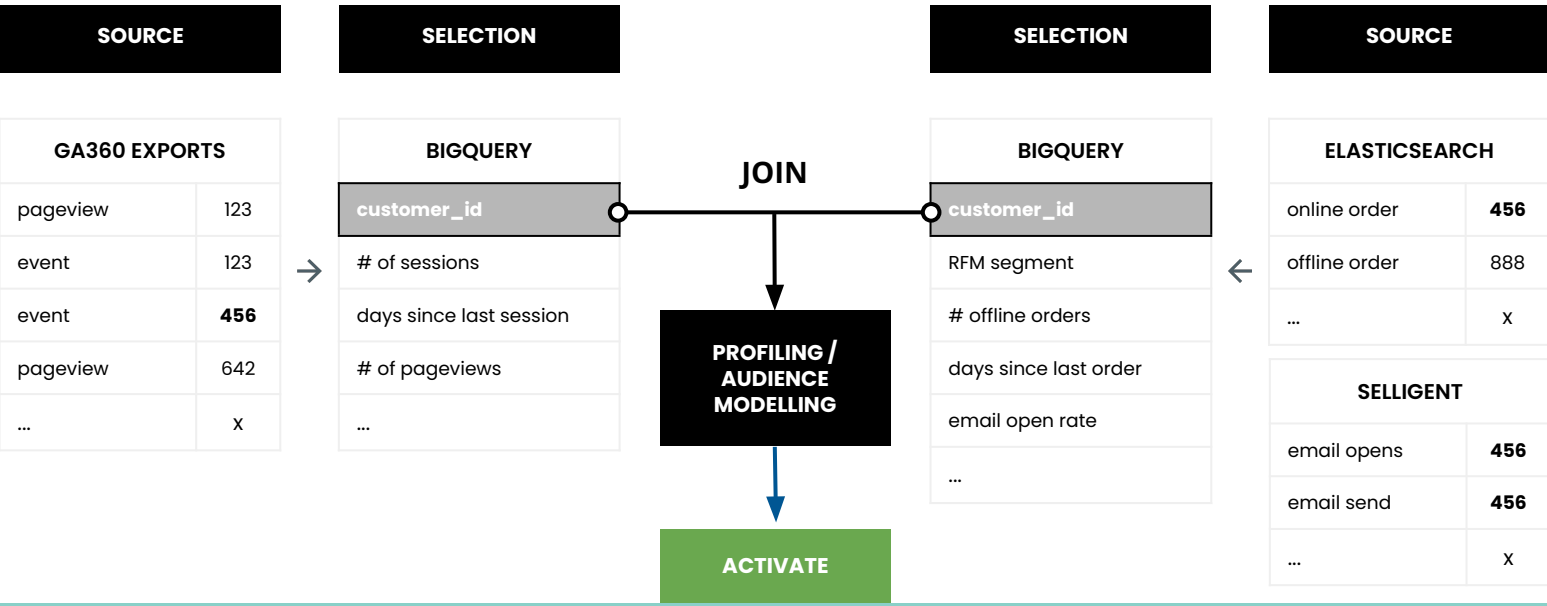 SOURCE
SELECTION
SELECTION
SOURCE
GA360 EXPORTS
pageview 123
event 123
event 456
pageview 642
... x
BIGQUERY
customer_id
# of sessions
days since last session
# of pageviews
...
JOIN
PROFILING /
AUDIENCE
MODELLING
ACTIVATE
BIGQUERY
customer_id
RFM segment
# offline orders
days since last order
email open rate
...
ELASTICSEARCH
online order 456
offline order 888
... x
SELLIGENT
email opens 456
email send 456
... x